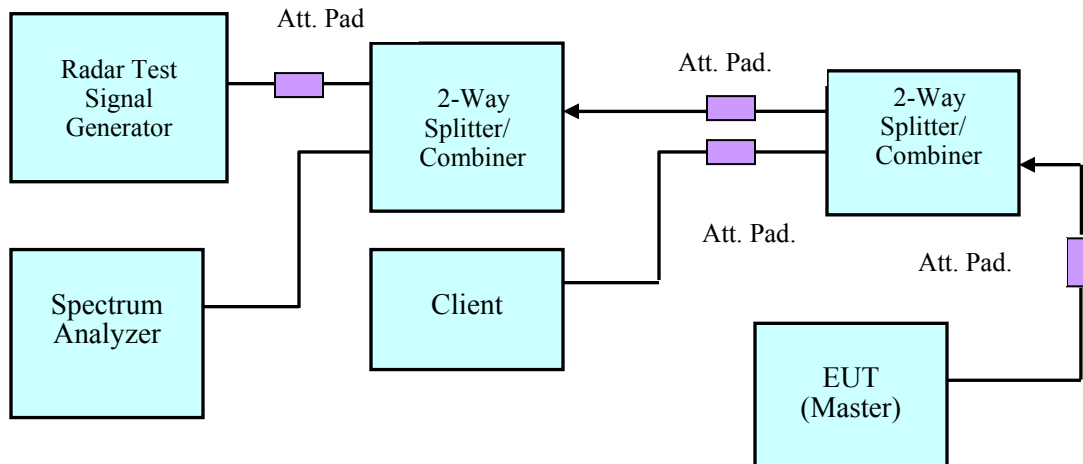 Att. Pad
Radar Test
Signal
Generator
2-Way
Splitter/
Combiner
Att. Pad.
2-Way
Splitter/
Combiner
Att. Pad.
Att. Pad.
Spectrum
Analyzer
Client
EUT
(Master)